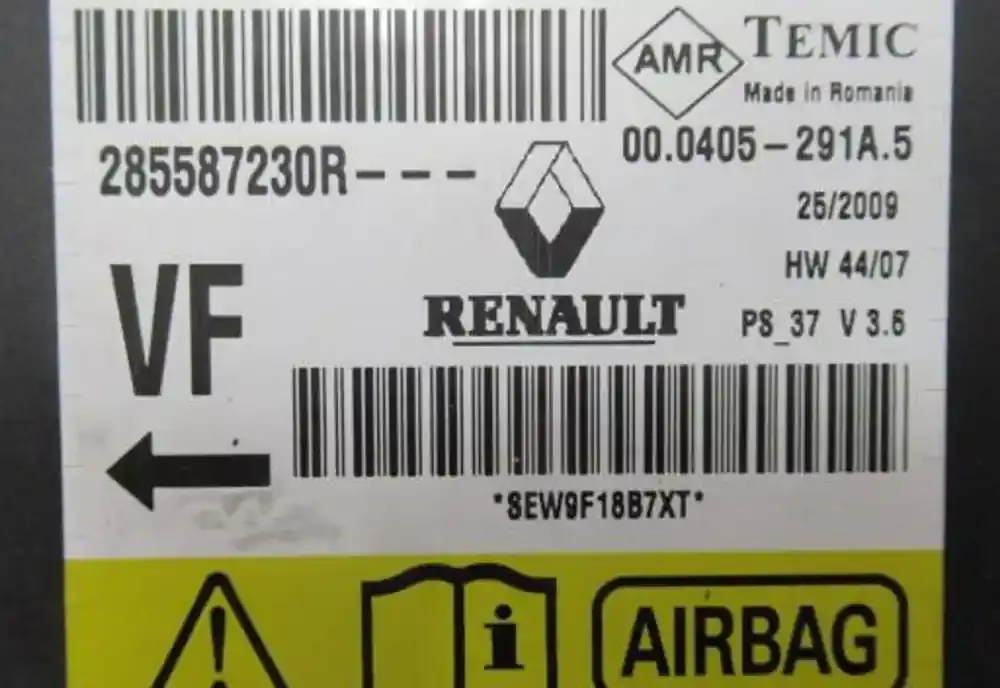 AMR
TEMIC
Made in Romania
285587230R---
00.0405-291A.5
25/2009
HW 44/07
VF
RENAULT
PS_37 V 3.6
*SEW9F18B7XT*
i
AIRBAG